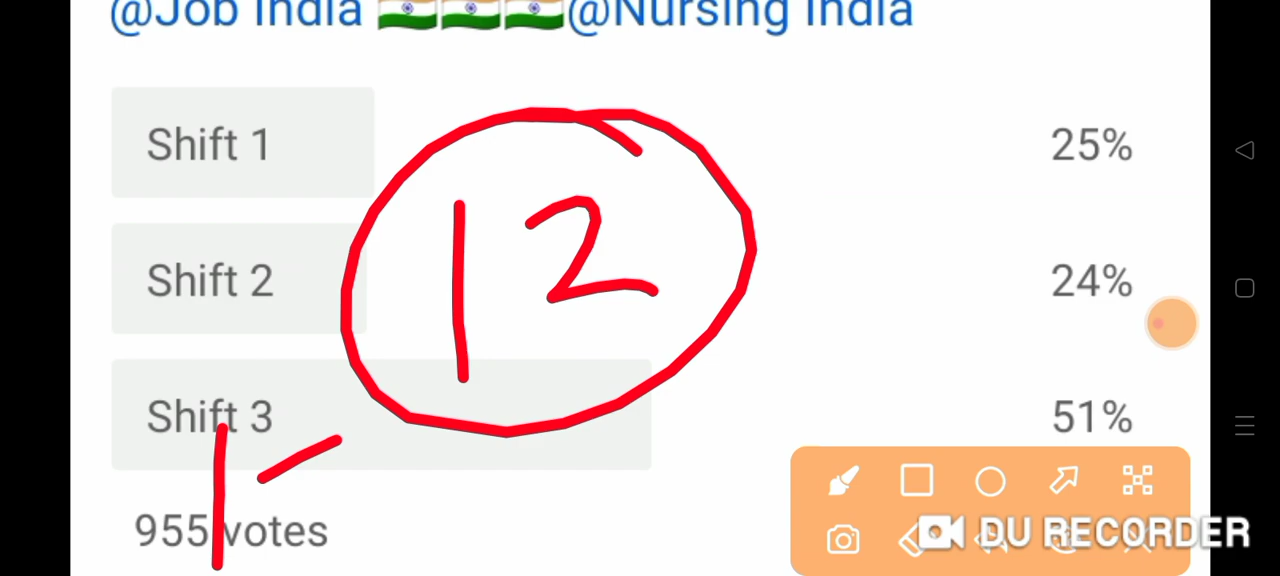 @Job India 🇮🇳🇮🇳🇮🇳@Nursing India
Shift 1 25%
12
Shift 2 24%
Shift 3 51%
955 votes
DU RECORDER